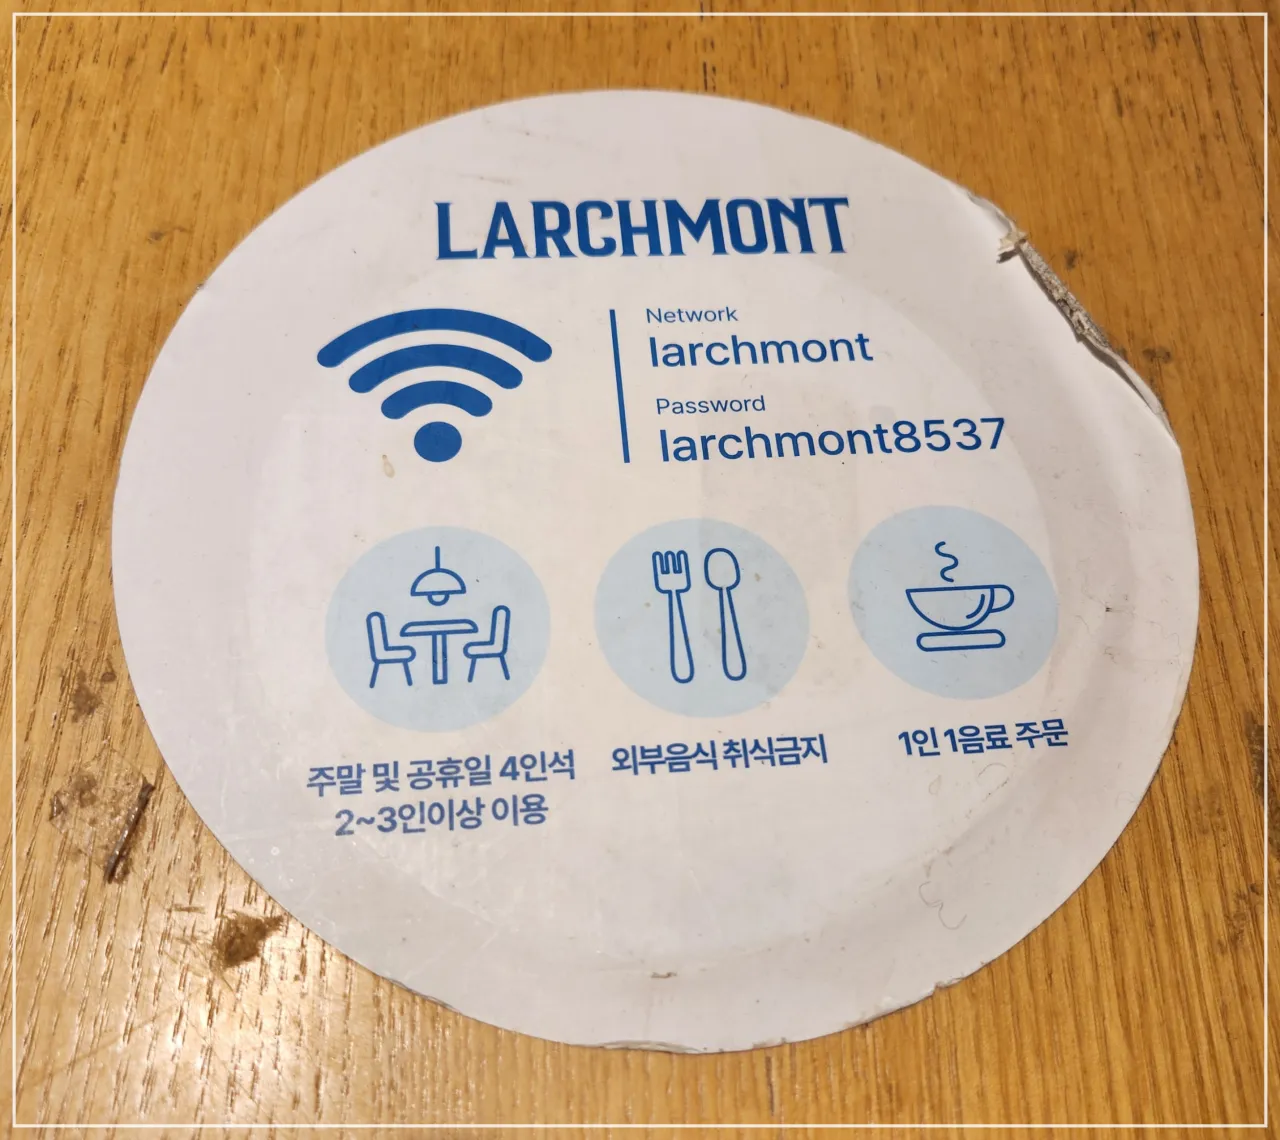 LARCHMONT
Network
larchmont
Password
larchmont8537
주말 및 공휴일 4인석
2~3인이상 이용
외부음식 취식금지
1인 1음료 주문